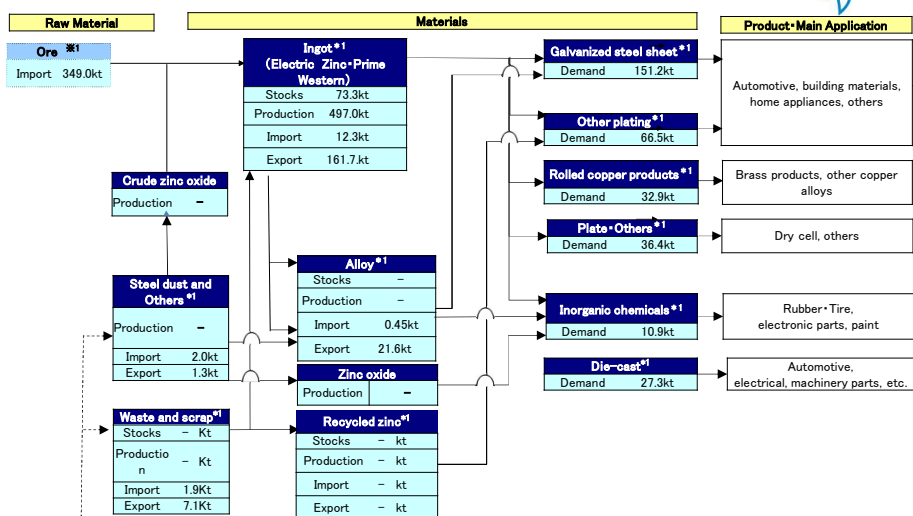 Raw Material
Materials
Product・Main Application
Ore ※1
Import 349.0kt
Ingot*1
(Electric Zinc・Prime
Western)
Stocks 73.3kt
Production 497.0kt
Import 12.3kt
Export 161.7.kt
Galvanized steel sheet*1
Demand 151.2kt
Automotive, building materials,
home appliances, others
Other plating*1
Demand 66.5kt
Crude zinc oxide
Production －
Rolled copper products*1
Demand 32.9kt
Brass products, other copper
alloys
Plate・Others*1
Demand 36.4kt
Dry cell, others
Steel dust and
Others*1
Production －
Import 2.0kt
Export 1.3kt
Alloy*1
Stocks －
Production －
Import 0.45kt
Export 21.6kt
Inorganic chemicals*1
Demand 10.9kt
Rubber・Tire,
electronic parts, paint
Zinc oxide
Production －
Die-cast*1
Demand 27.3kt
Automotive,
electrical, machinery parts, etc.
Waste and scrap*1
Stocks － Kt
Productio
n － Kt
Import 1.9Kt
Export 7.1Kt
Recycled zinc*1
Stocks － kt
Production － kt
Import － kt
Export － kt